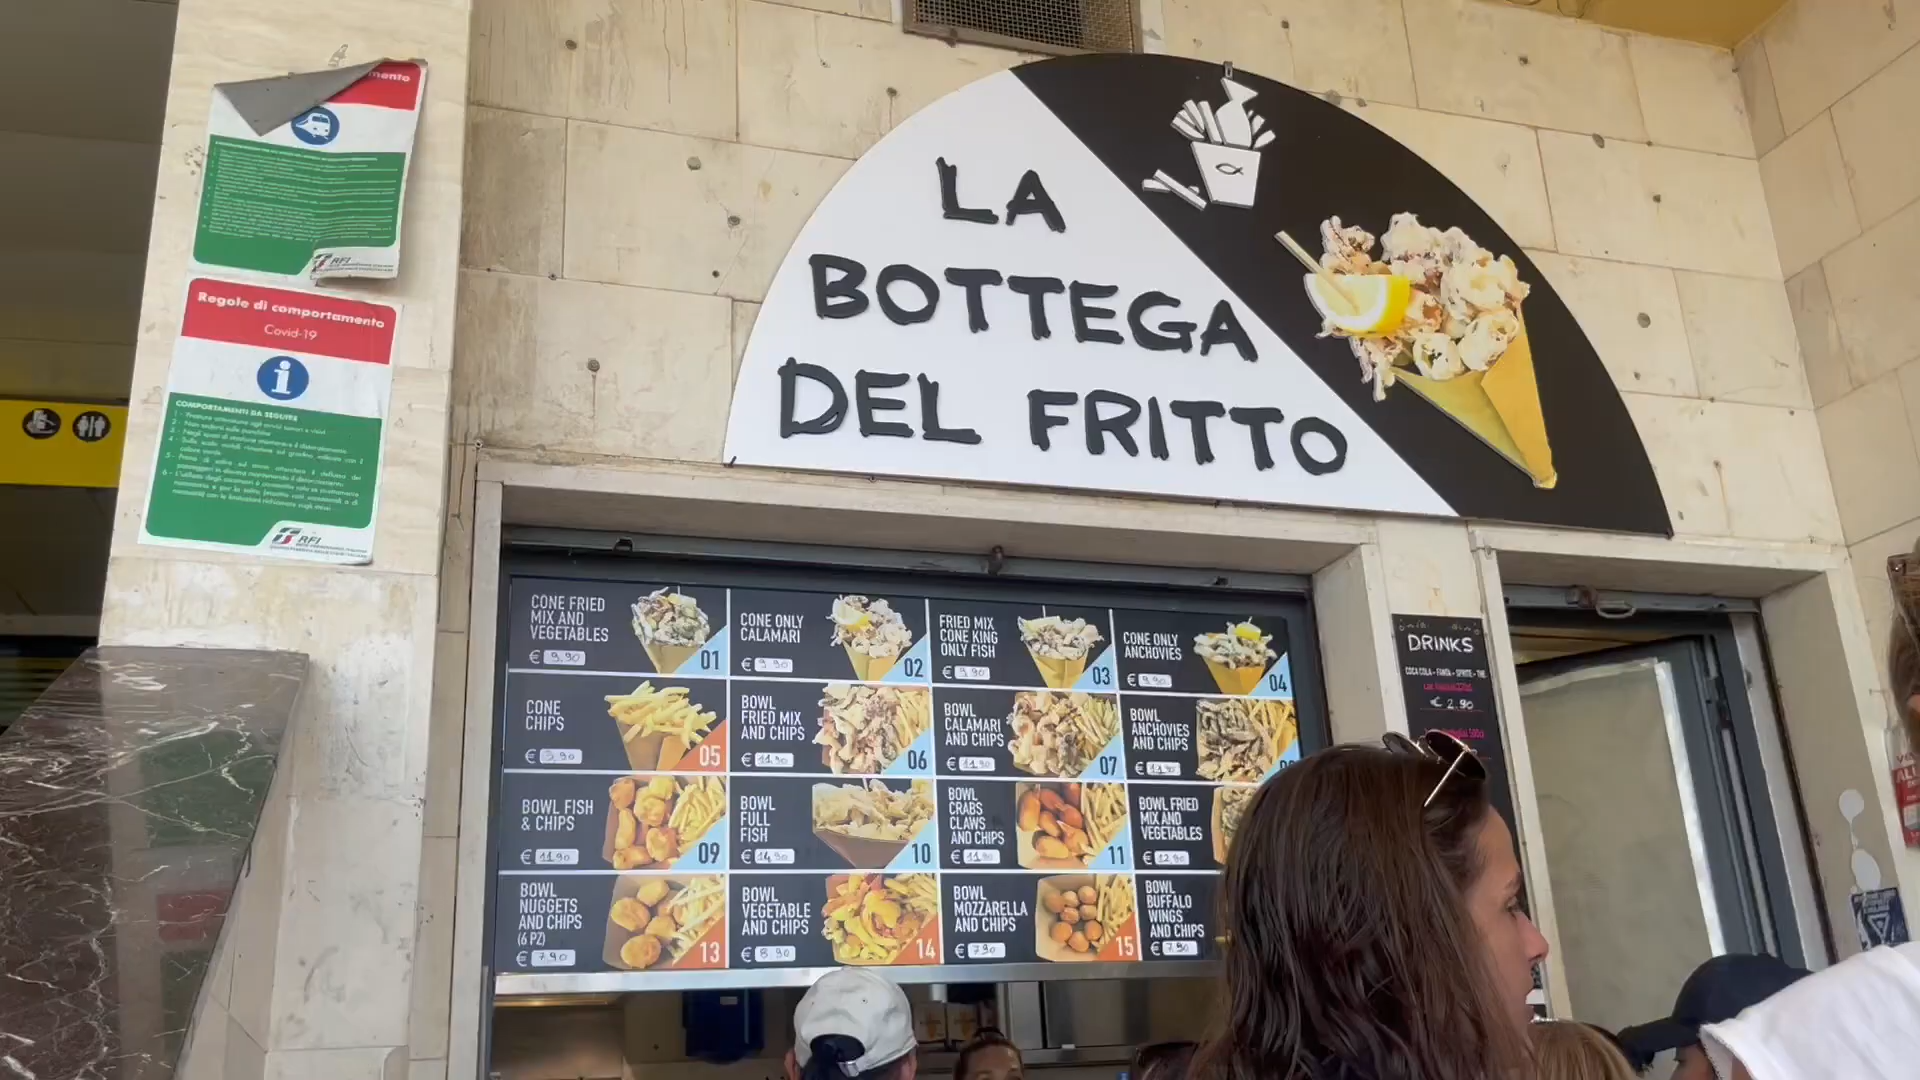 mento
RFI
Regole di comportamento
Covid-19
i
COMPORTAMENTI DA SEGUIRE
RFI
LA
BOTTEGA
DEL FRITTO
CONE FRIED
MIX AND
VEGETABLES
€ 9,90
01
CONE ONLY
CALAMARI
€ 9,90
02
FRIED MIX
CONE KING
ONLY FISH
€ 9,90
03
CONE ONLY
ANCHOVIES
€ 9,90
04
CONE
CHIPS
€ 5,90
05
BOWL
FRIED MIX
AND CHIPS
€ 11,90
06
BOWL
CALAMARI
AND CHIPS
€ 11,90
07
BOWL
ANCHOVIES
AND CHIPS
€ 11,90
BOWL FISH
& CHIPS
€ 11,90
09
BOWL
FULL
FISH
€ 14,90
10
BOWL
CRABS
CLAWS
AND CHIPS
€ 11,90
11
BOWL FRIED
MIX AND
VEGETABLES
€ 12,90
BOWL
NUGGETS
AND CHIPS
(6 PZ)
€ 7,90
13
BOWL
VEGETABLE
AND CHIPS
€ 8,90
14
BOWL
MOZZARELLA
AND CHIPS
€ 7,90
15
BOWL
BUFFALO
WINGS
AND CHIPS
€ 7,90
DRINKS
COCA COLA - FANTA - SPRITE - THE
€ 2,90